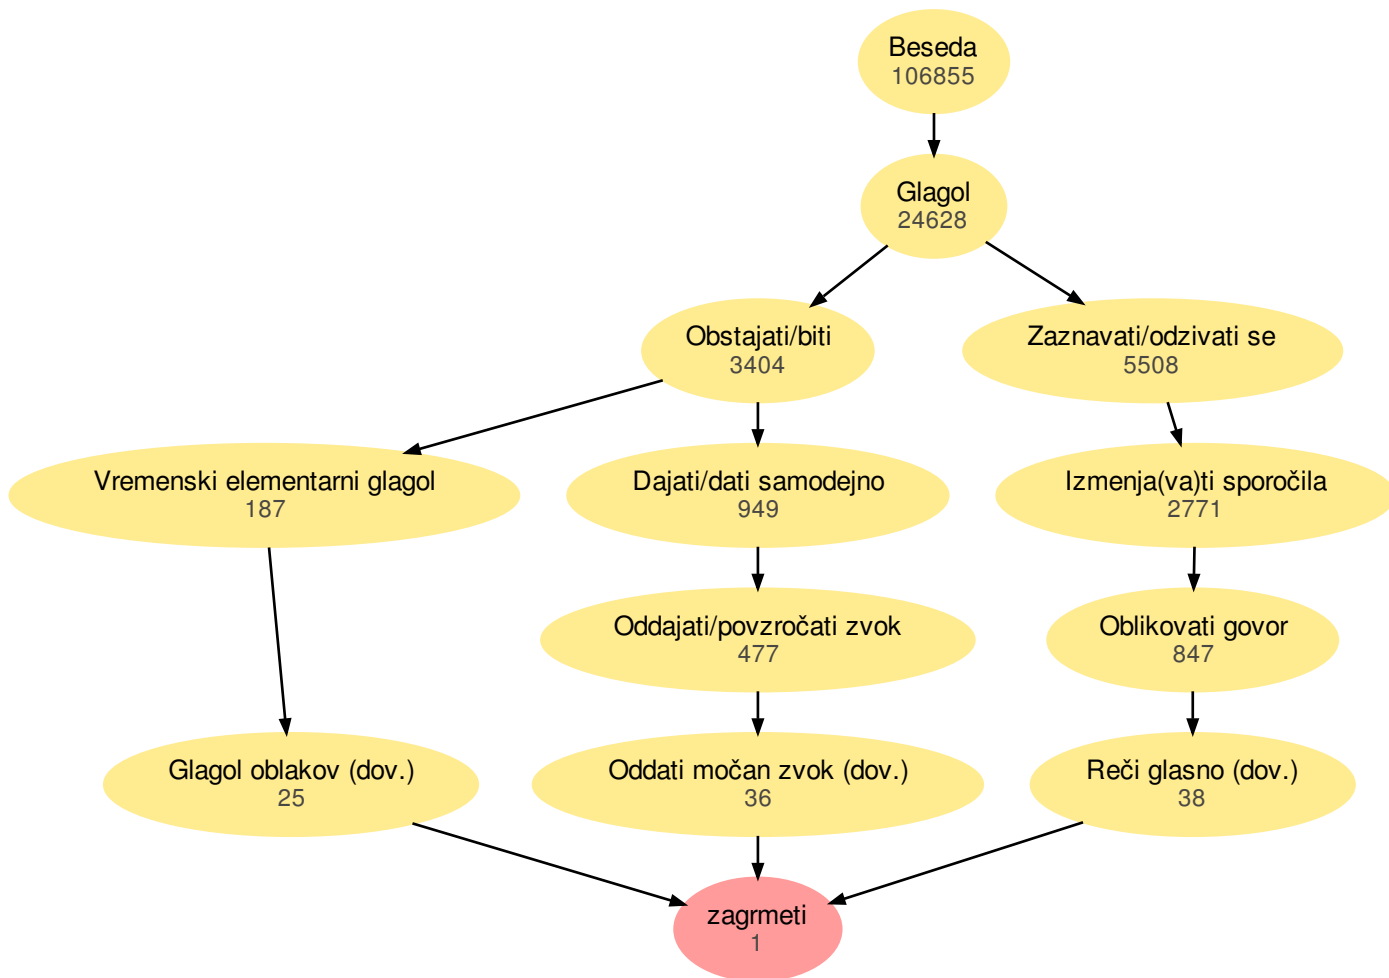 Beseda
106855
Glagol
24628
Obstajati/biti
3404
Zaznavati/odzivati se
5508
Vremenski elementarni glagol
187
Dajati/dati samodejno
949
Izmenja(va)ti sporočila
2771
Oddajati/povzročati zvok
477
Oblikovati govor
847
Glagol oblakov (dov.)
25
Oddati močan zvok (dov.)
36
Reči glasno (dov.)
38
zagrmeti
1